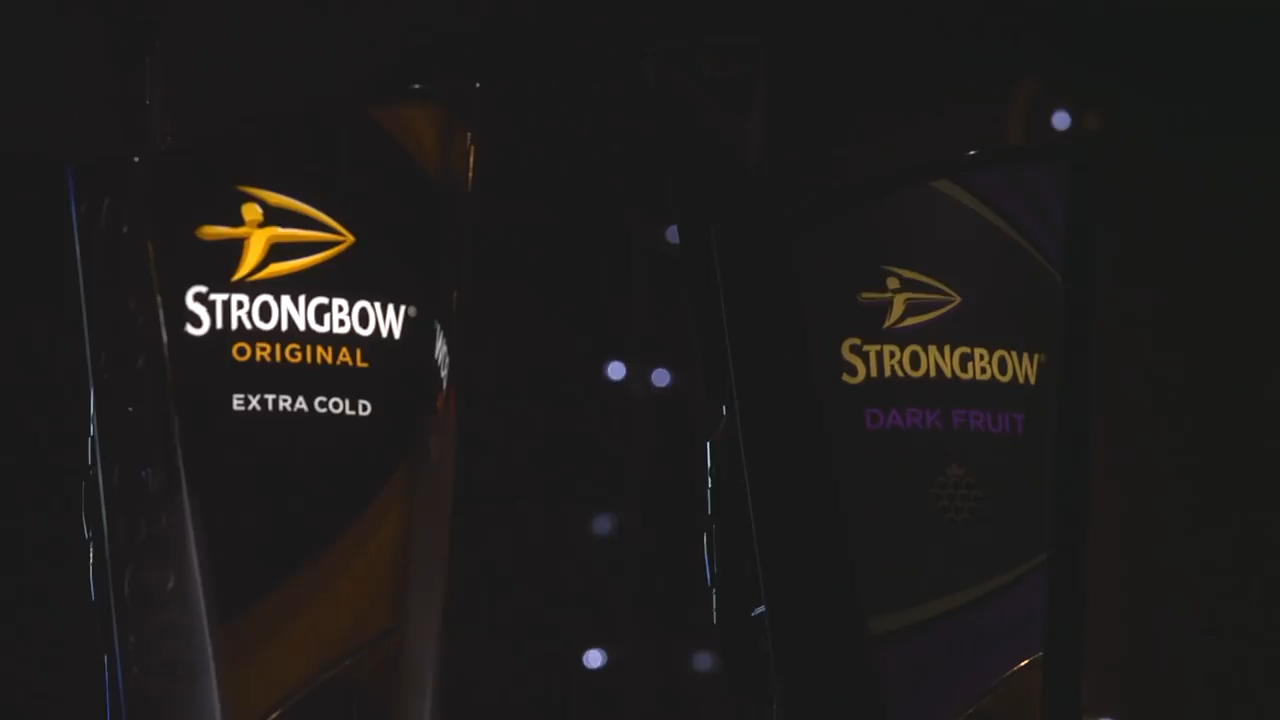 STRONGBOW®
ORIGINAL
EXTRA COLD
STRONGBOW®
DARK FRUIT